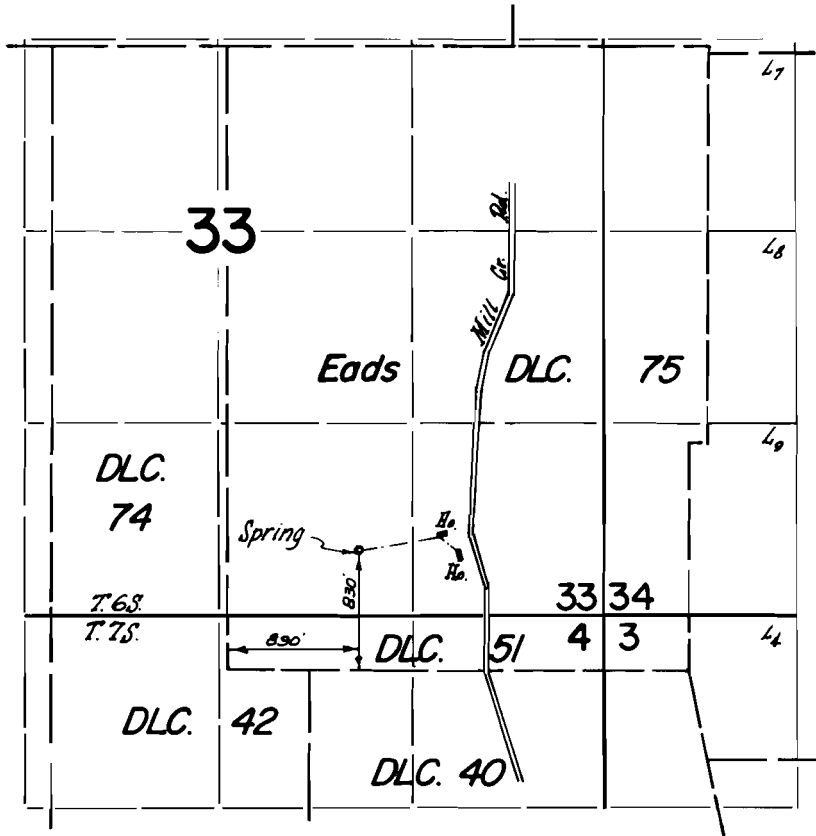 L7
33
Mill Cr. Rd.
L8
Eads DLC. 75
L9
DLC.
74
Spring
Ho.
Ho.
830'
T.6S.
33 34
T.7S.
4 3
L4
890'
DLC. 51
DLC. 42
DLC. 40